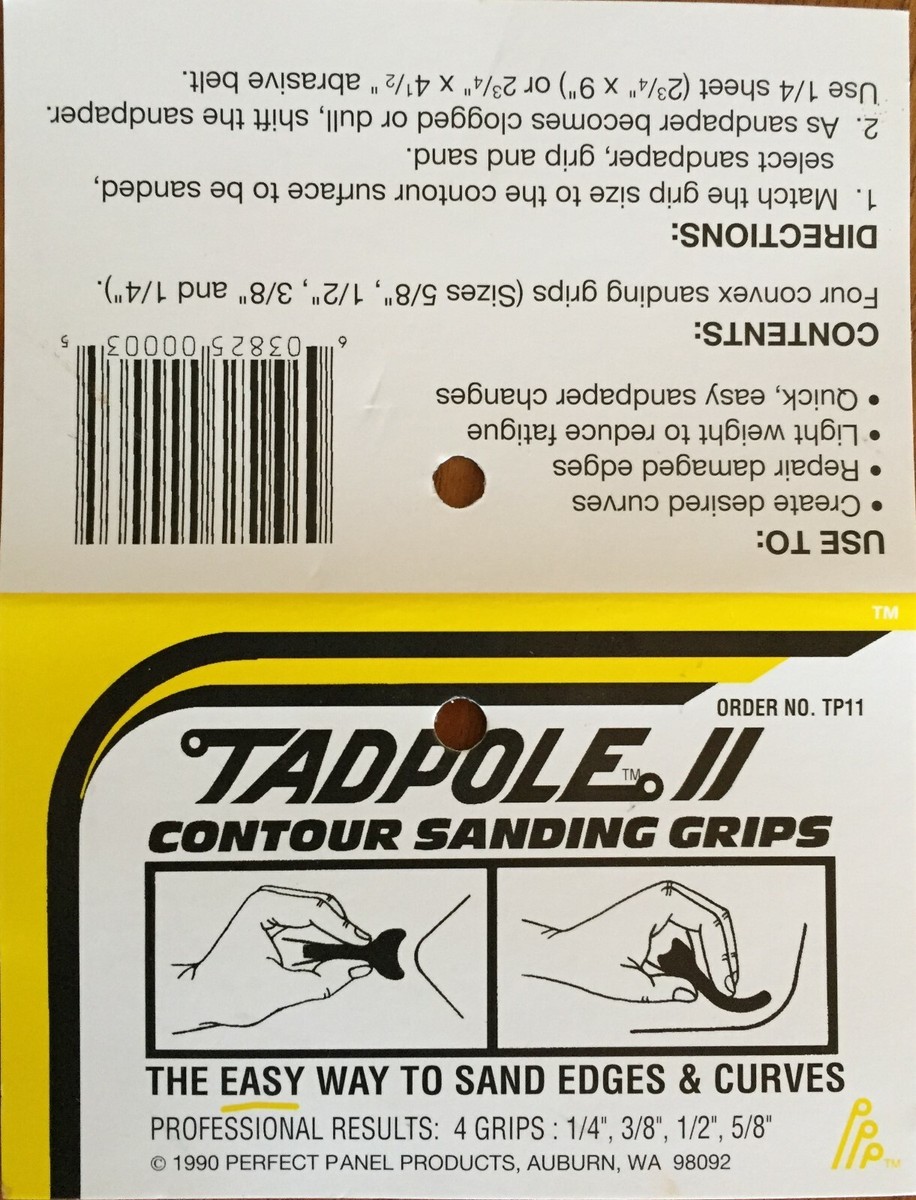 USE TO:
• Create desired curves
• Repair damaged edges
• Light weight to reduce fatigue
• Quick, easy sandpaper changes
6 03825 00003 5
CONTENTS:
Four convex sanding grips (Sizes 5/8", 1/2", 3/8" and 1/4").
DIRECTIONS:
1. Match the grip size to the contour surface to be sanded,
select sandpaper, grip and sand.
2. As sandpaper becomes clogged or dull, shift the sandpaper.
Use 1/4 sheet (2 3/4" x 9") or 2 3/4" x 4 1/2" abrasive belt.
TM
ORDER NO. TP11
TADPOLE TM II
CONTOUR SANDING GRIPS
THE EASY WAY TO SAND EDGES & CURVES
PROFESSIONAL RESULTS: 4 GRIPS : 1/4", 3/8", 1/2", 5/8"
© 1990 PERFECT PANEL PRODUCTS, AUBURN, WA 98092
PPP TM